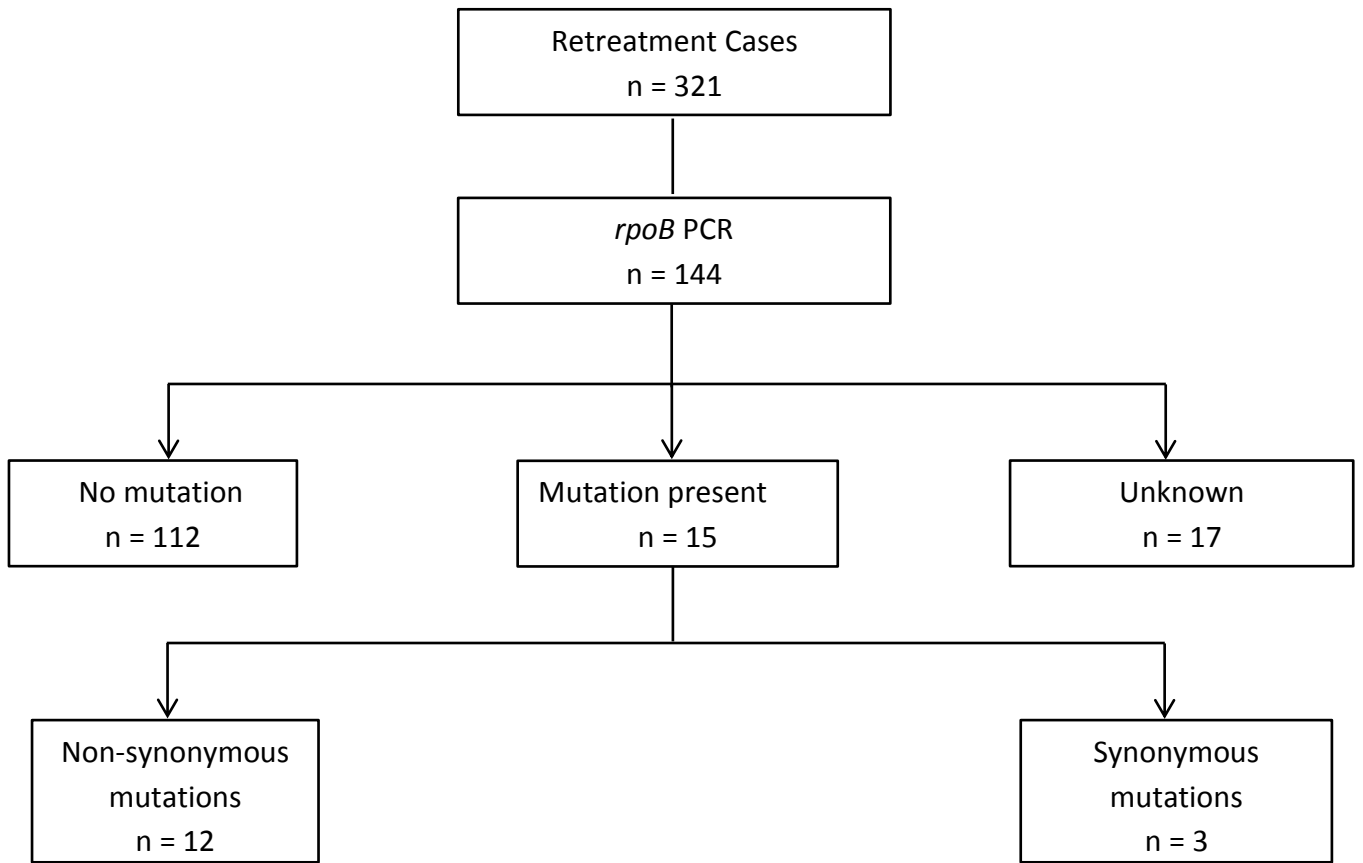 Retreatment Cases
n = 321
rpoB PCR
n = 144
No mutation
n = 112
Mutation present
n = 15
Unknown
n = 17
Non-synonymous
mutations
n = 12
Synonymous
mutations
n = 3